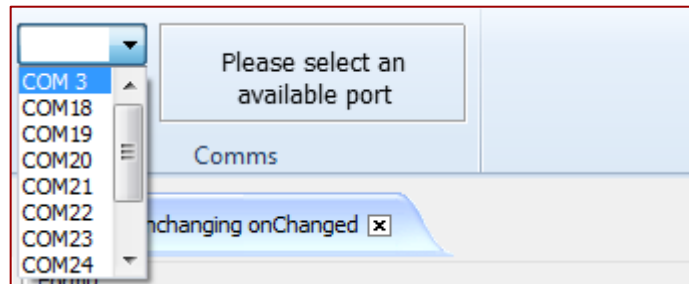 COM 3
COM18
COM19
COM20
COM21
COM22
COM23
COM24
Please select an
available port
Comms
nchanging onChanged